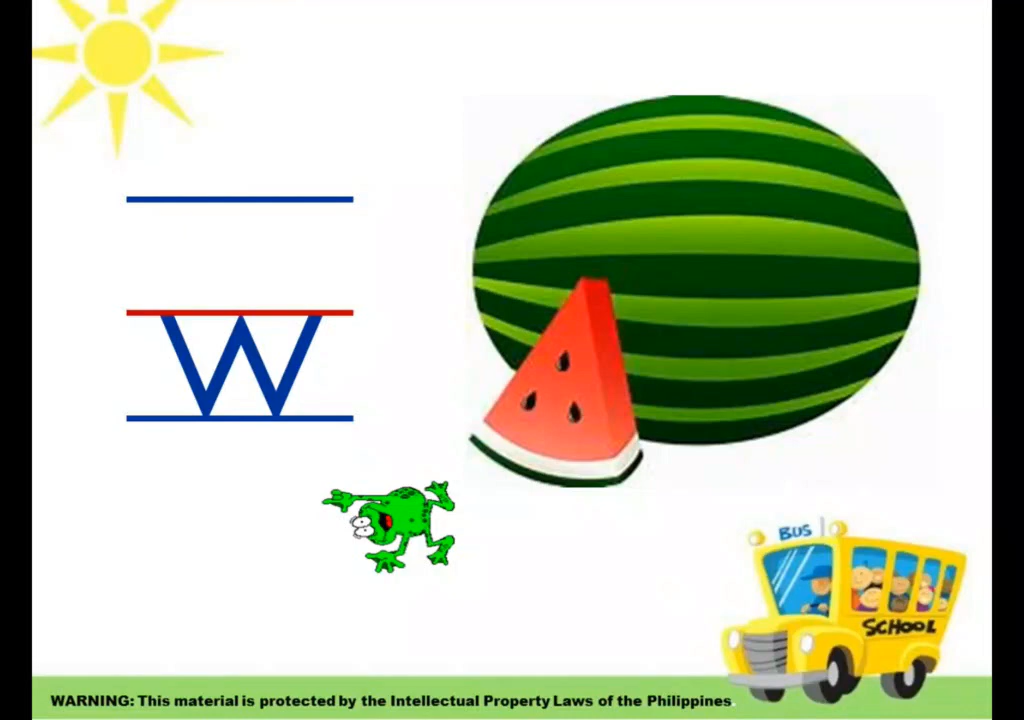 w
BUS
SCHOOL
WARNING: This material is protected by the Intellectual Property Laws of the Philippines.